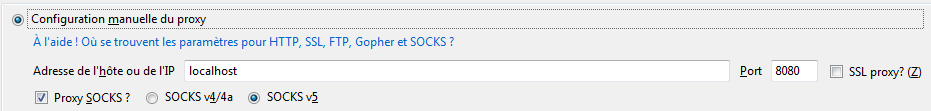 Configuration manuelle du proxy
À l'aide ! Où se trouvent les paramètres pour HTTP, SSL, FTP, Gopher et SOCKS ?
Adresse de l'hôte ou de l'IP localhost Port 8080 SSL proxy? (Z)
Proxy SOCKS ? SOCKS v4/4a SOCKS v5